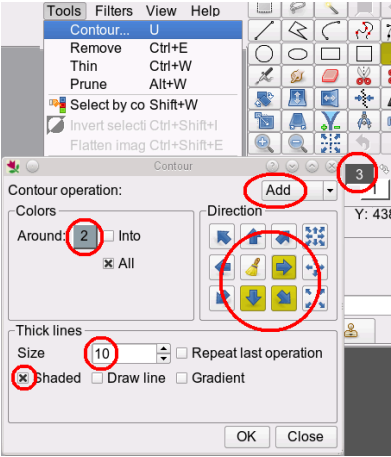 Tools Filters View Help
Contour... U
Remove Ctrl+E
Thin Ctrl+W
Prune Alt+W
Select by co Shift+W
Invert selecti Ctrl+Shift+I
Flatten imag Ctrl+Shift+E
Contour
3
1
Y: 438
Contour operation: Add
Colors
Direction
Around: 2 Into
All
Thick lines
Size 10 Repeat last operation
Shaded Draw line Gradient
OK Close